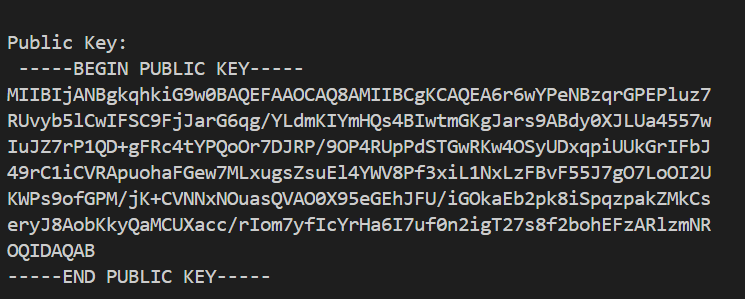 Public Key:
-----BEGIN PUBLIC KEY-----
MIIBIjANBgkqhkiG9w0BAQEFAAOCAQ8AMIIBCgKCAQEA6r6wYPeNBzqrGPEPluz7
RUvyb5lCwIFSC9FjJarG6qg/YLdmKIYmHQs4BIwtmGKgJars9ABdy0XJLUa4557w
IuJZ7rP1QD+gFRc4tYPQoOr7DJRP/9OP4RUpPdSTGwRKw4OSyUDxqpiUUkGrIFbJ
49rC1iCVRApuohaFGew7MLxugsZsuEl4YWV8Pf3xiL1NxLzFBvF55J7gO7LoOI2U
KWPs9ofGPM/jK+CVNNxNOuasQVAO0X95eGEhJFU/iGOkaEb2pk8iSpqzpakZMkCs
eryJ8AobKkyQaMCUXacc/rIom7yfIcYrHa6I7uf0n2igT27s8f2bohEFzARlzmNR
OQIDAQAB
-----END PUBLIC KEY-----